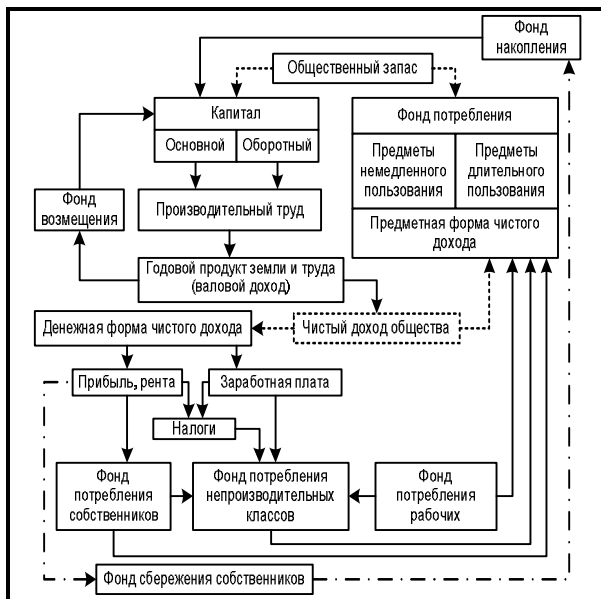 Фонд
накопления
Общественный запас
Капитал
Основной
Оборотный
Фонд потребления
Предметы
немедленного
пользования
Предметы
длительного
пользования
Предметная форма чистого
дохода
Фонд
возмещения
Производительный труд
Годовой продукт земли и труда
(валовой доход)
Денежная форма чистого дохода
Чистый доход общества
Прибыль, рента
Заработная плата
Налоги
Фонд
потребления
собственников
Фонд потребления
непроизводительных
классов
Фонд
потребления
рабочих
Фонд сбережения собственников